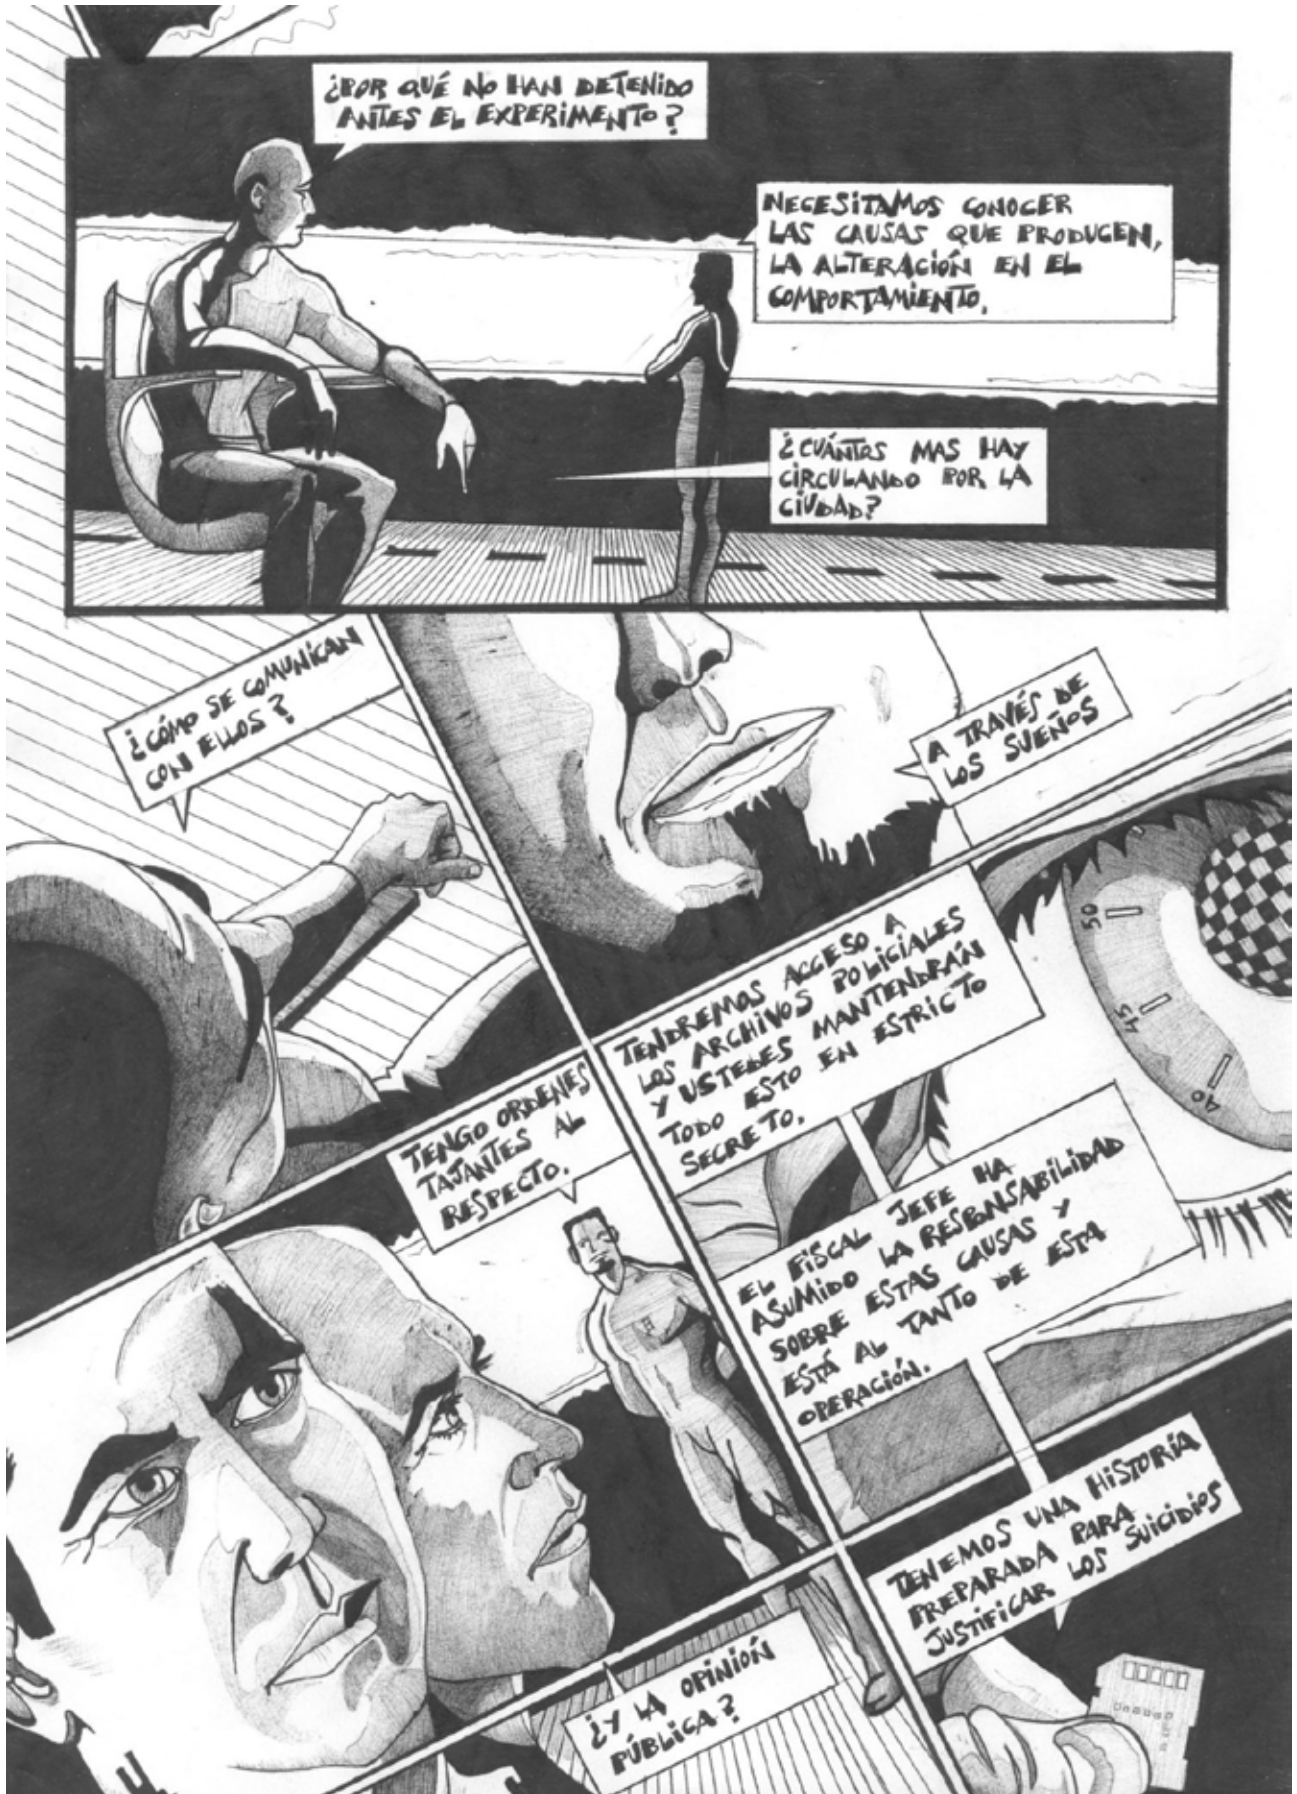 ¿POR QUÉ NO HAN DETENIDO
ANTES EL EXPERIMENTO?
NECESITAMOS CONOCER
LAS CAUSAS QUE PRODUCEN,
LA ALTERACIÓN EN EL
COMPORTAMIENTO.
¿CUÁNTOS MAS HAY
CIRCULANDO POR LA
CIUDAD?
¿CÓMO SE COMUNICAN
CON ELLOS?
A TRAVÉS DE
LOS SUEÑOS
TENDREMOS ACCESO A
LOS ARCHIVOS POLICIALES
Y USTEDES MANTENDRÁN
TODO ESTO EN ESTRICTO
SECRETO.
50
45
40
EL FISCAL JEFE HA
ASUMIDO LA RESPONSABILIDAD
SOBRE ESTAS CAUSAS Y
ESTÁ AL TANTO DE ESTA
OPERACIÓN.
TENGO ORDENES
TAJANTES AL
RESPECTO.
¿Y LA OPINIÓN
PÚBLICA?
TENEMOS UNA HISTORIA
PREPARADA PARA
JUSTIFICAR LOS SUICIDIOS